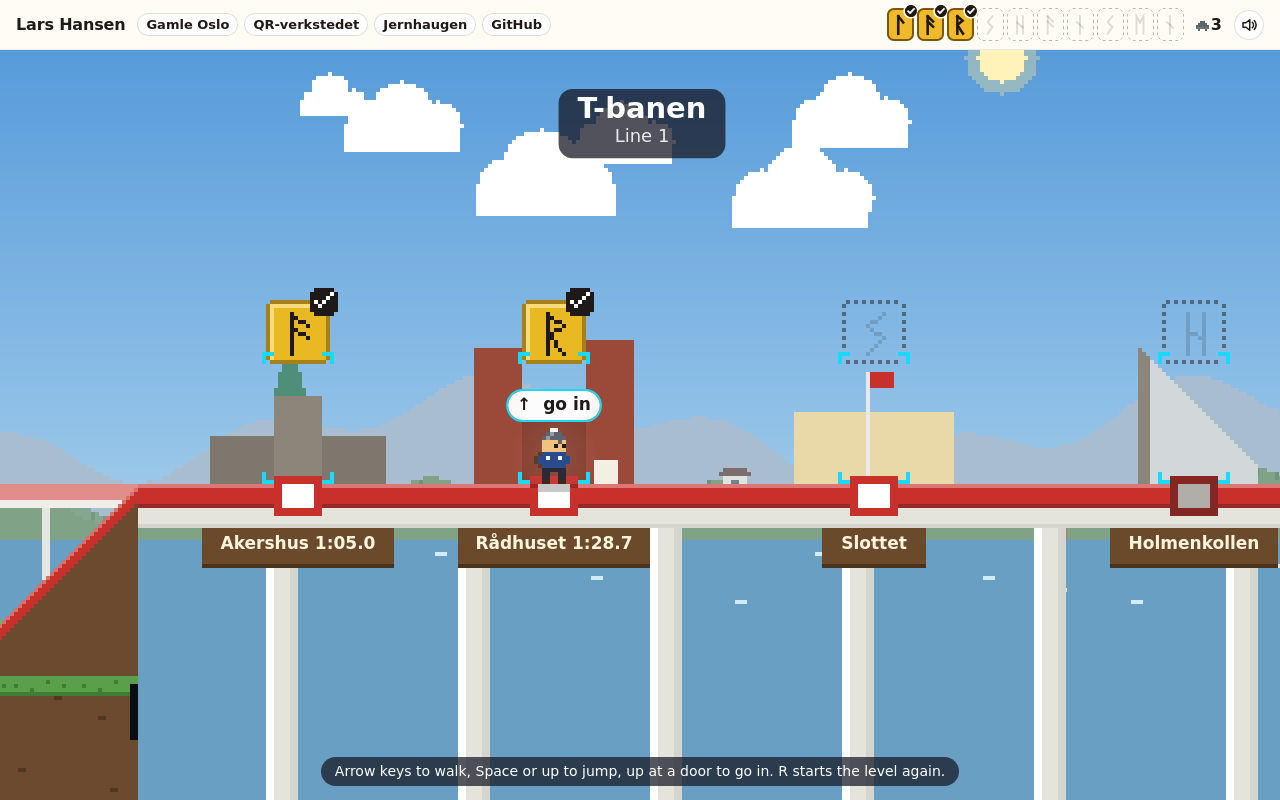 Lars Hansen
Gamle Oslo
QR-verkstedet
Jernhaugen
GitHub
ᚨ ᚱ
3
T-banen
Line 1
ᚨ
ᚱ
ᛊ
ᚺ
↑ go in
Akershus 1:05.0
Rådhuset 1:28.7
Slottet
Holmenkollen
Arrow keys to walk, Space or up to jump, up at a door to go in. R starts the level again.